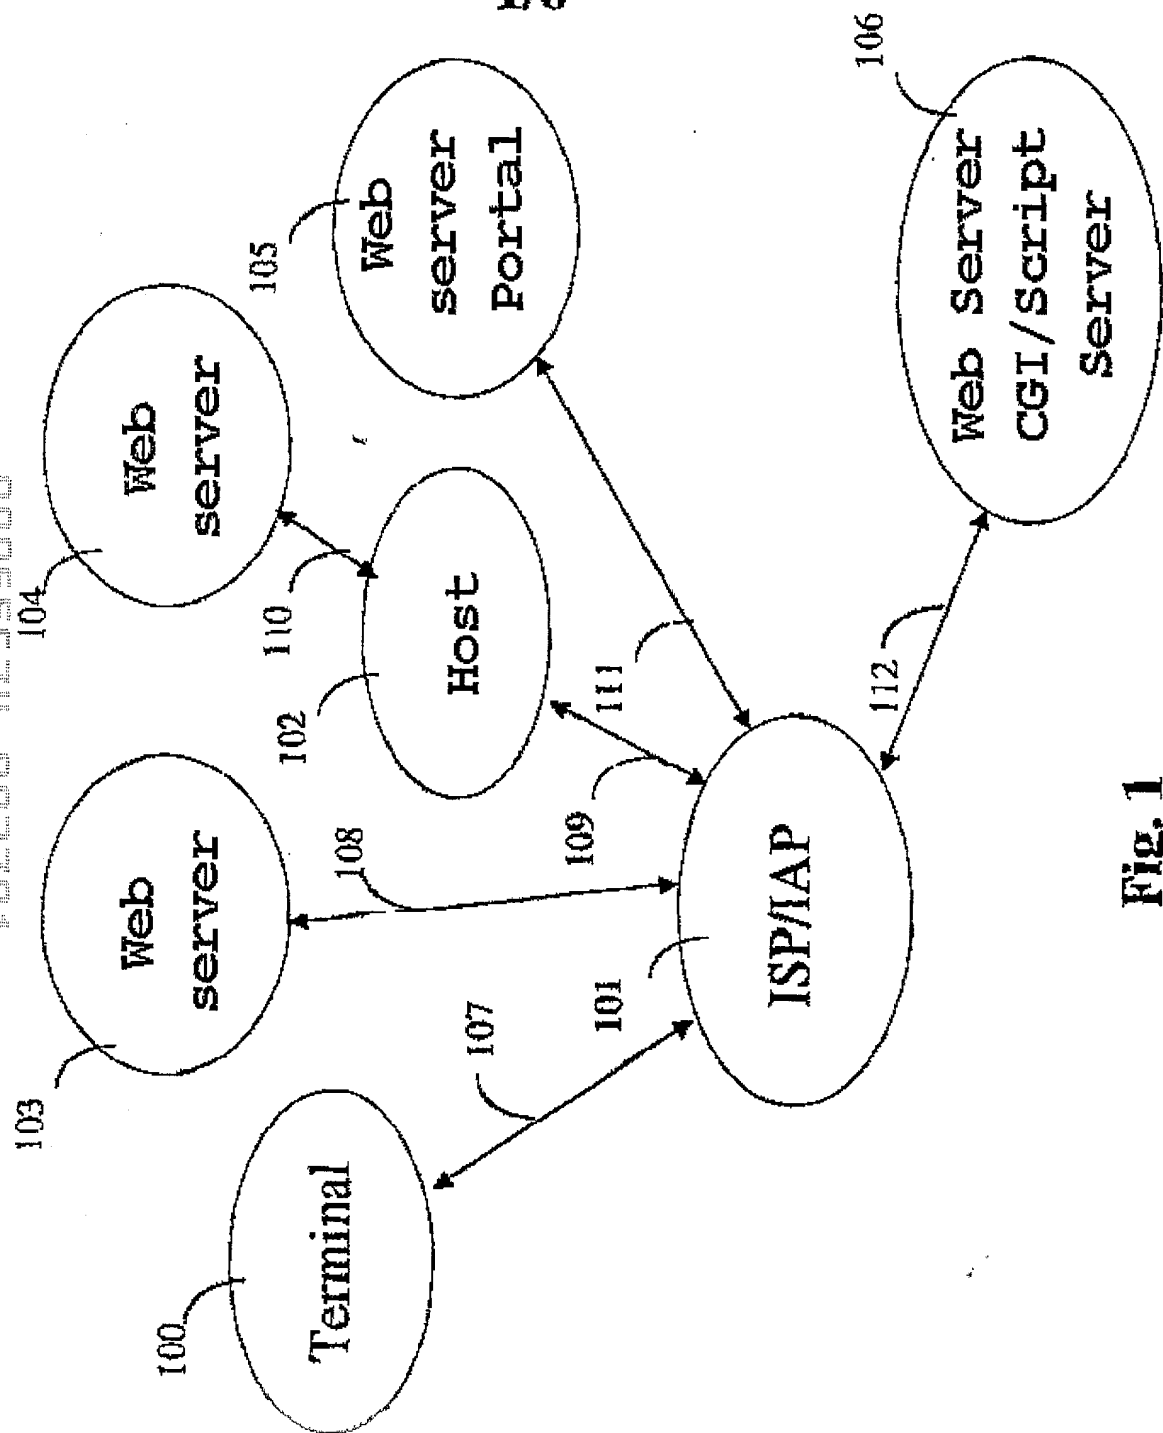 103
104
Web
server
Web
server
100
Terminal
105
Web
server
Portal
110
102
Host
108
107
109
111
101
ISP/IAP
106
112
Web Server
CGI/Script
Server
Fig. 1